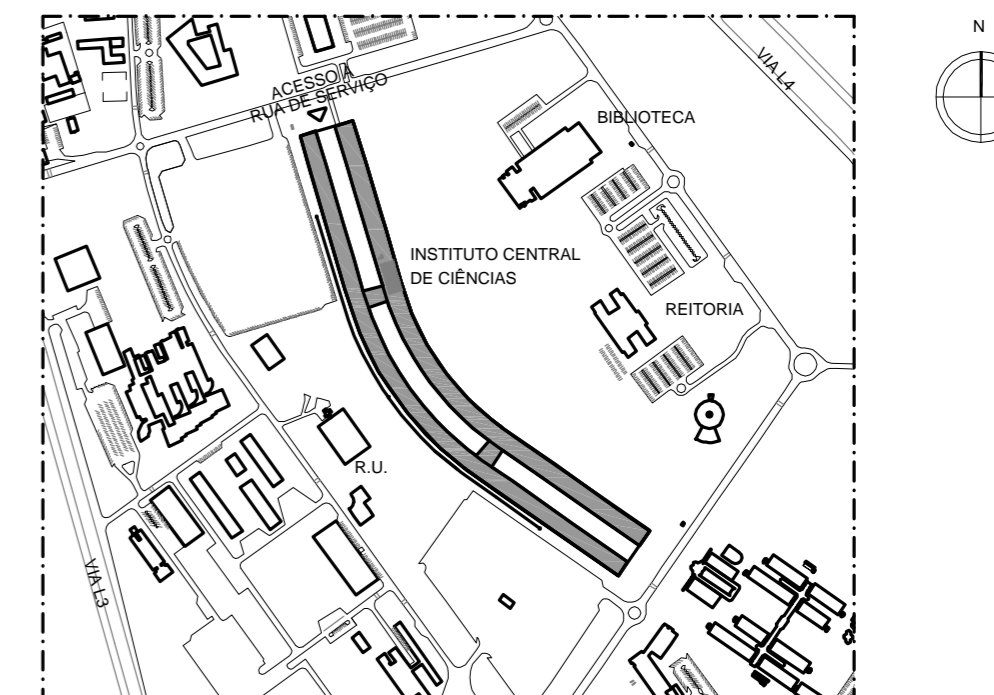 N
VIA L4
ACESSO À
RUA DE SERVIÇO
BIBLIOTECA
INSTITUTO CENTRAL
DE CIÊNCIAS
REITORIA
R.U.
VIA L3